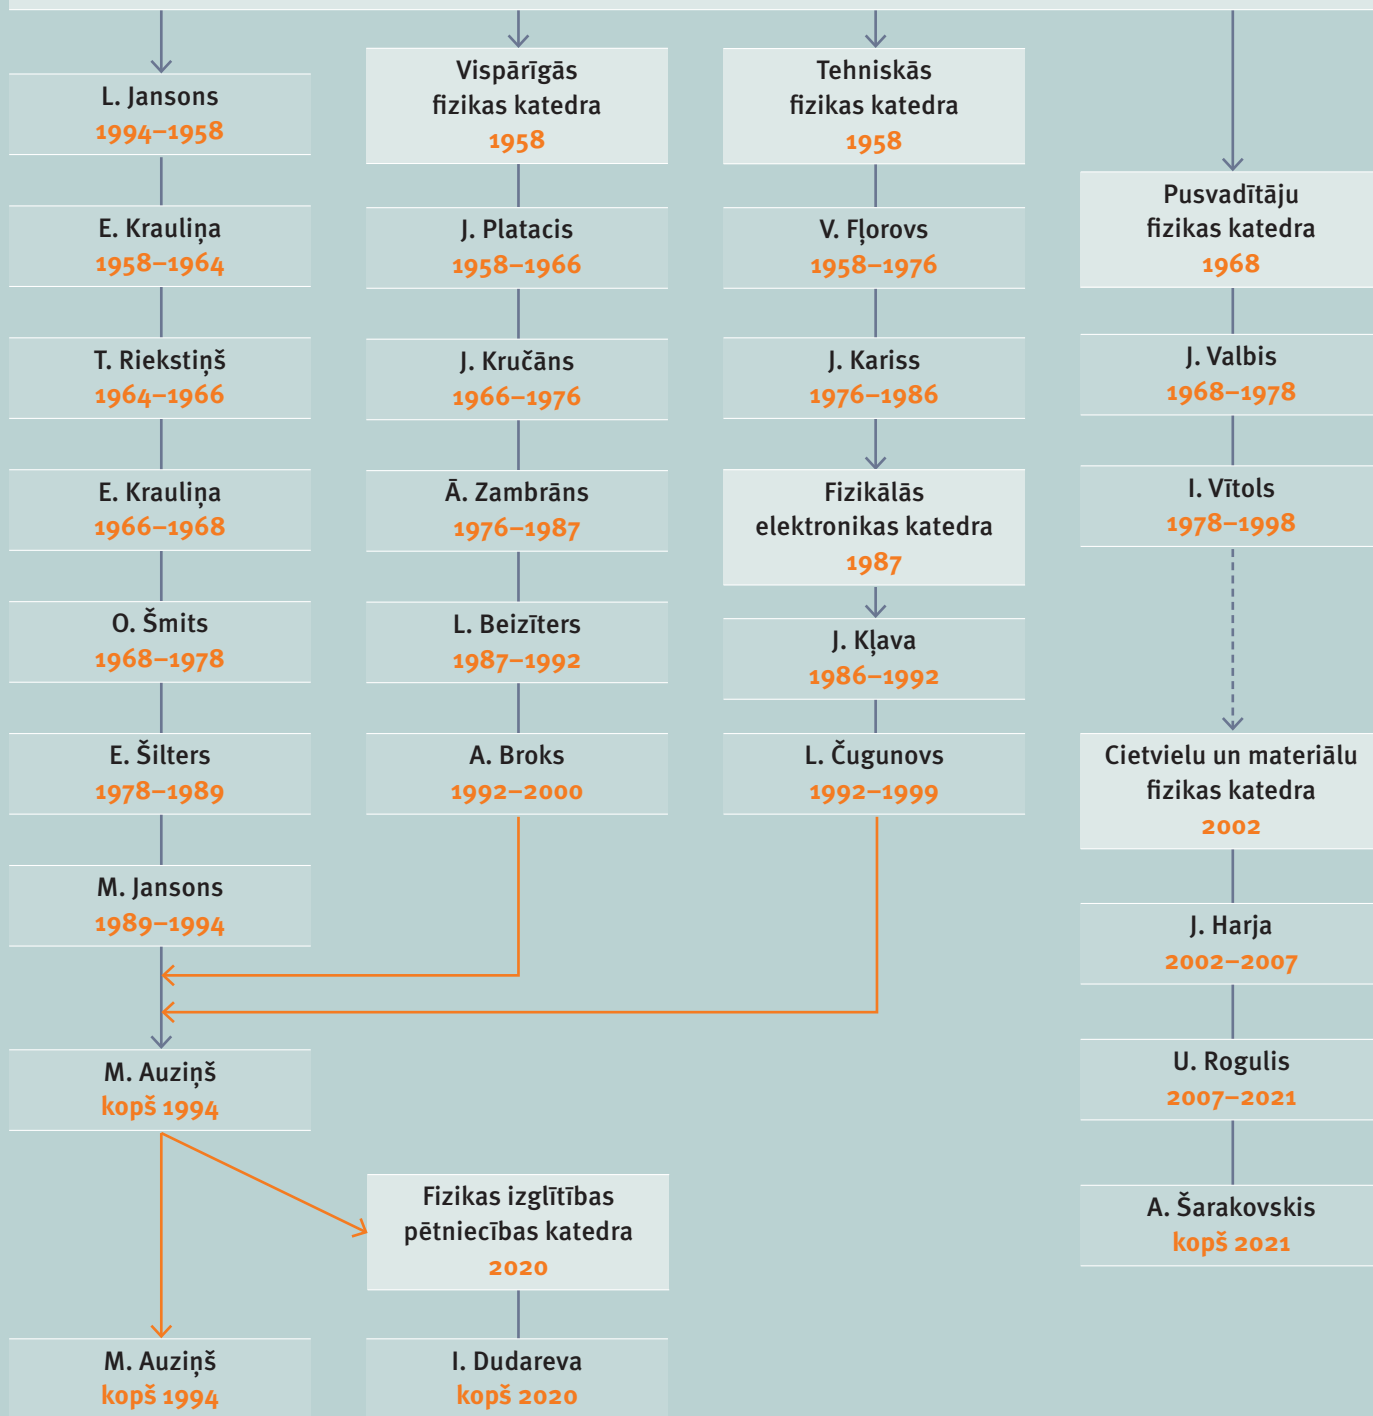 L. Jansons
1994–1958
E. Krauliņa
1958–1964
T. Riekstiņš
1964–1966
E. Krauliņa
1966–1968
O. Šmits
1968–1978
E. Šilters
1978–1989
M. Jansons
1989–1994
M. Auziņš
kopš 1994
M. Auziņš
kopš 1994
Vispārīgās
fizikas katedra
1958
J. Platacis
1958–1966
J. Kručāns
1966–1976
Ā. Zambrāns
1976–1987
L. Beizīters
1987–1992
A. Broks
1992–2000
Fizikas izglītības
pētniecības katedra
2020
I. Dudareva
kopš 2020
Tehniskās
fizikas katedra
1958
V. Fļorovs
1958–1976
J. Kariss
1976–1986
Fizikālās
elektronikas katedra
1987
J. Kļava
1986–1992
L. Čugunovs
1992–1999
Pusvadītāju
fizikas katedra
1968
J. Valbis
1968–1978
I. Vītols
1978–1998
Cietvielu un materiālu
fizikas katedra
2002
J. Harja
2002–2007
U. Rogulis
2007–2021
A. Šarakovskis
kopš 2021